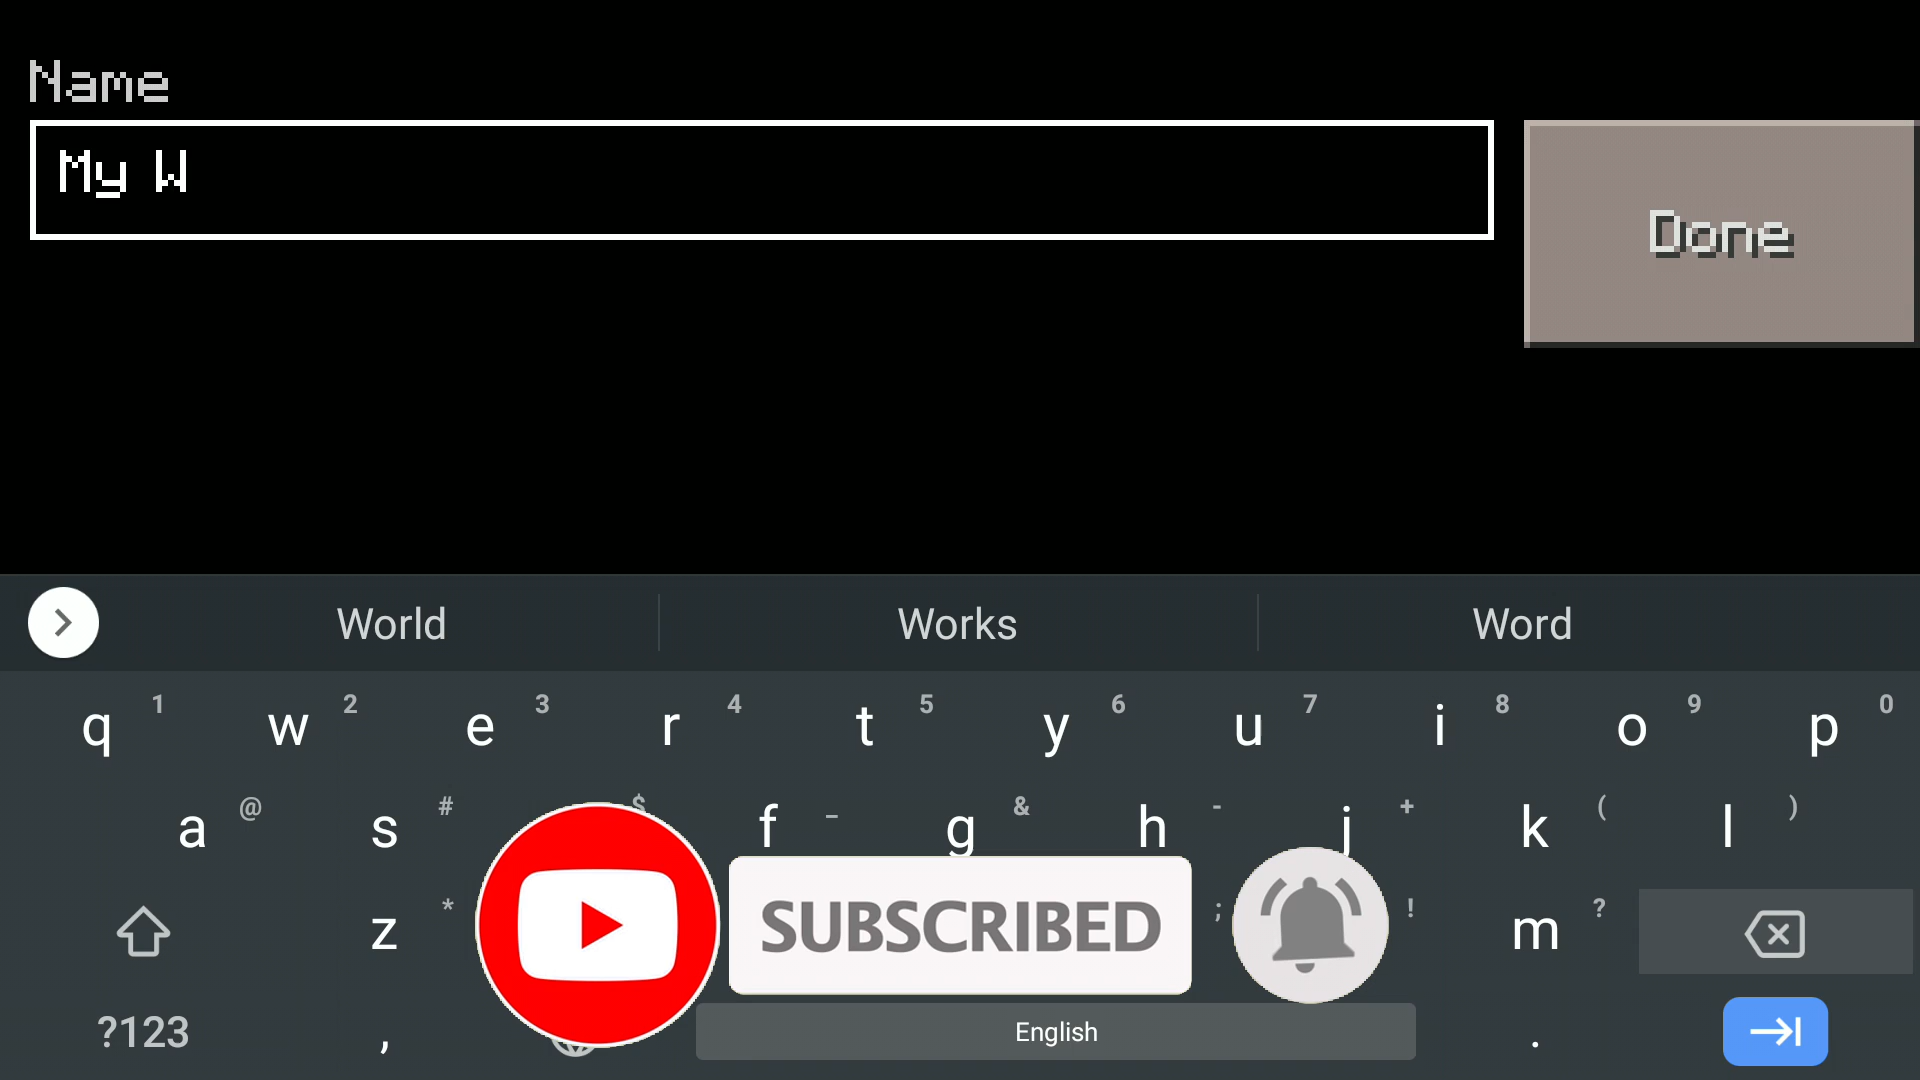 Name
My W
Done
World Works Word
q 1 w 2 e 3 r 4 t 5 y 6 u 7 i 8 o 9 p 0
a @ s # $ f _ g & h - j + k ( l )
z * ; ! m ?
SUBSCRIBED
?123 , English .